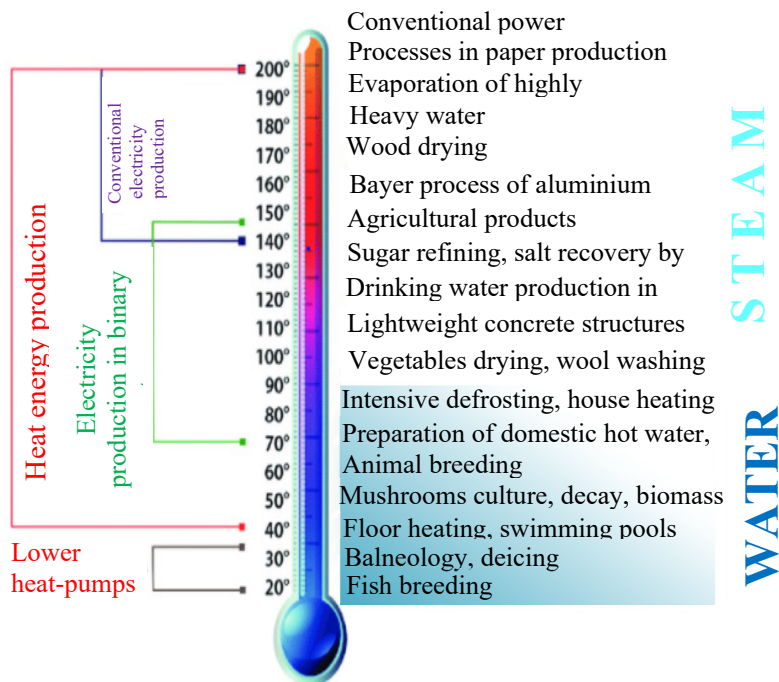 Conventional power
Processes in paper production
Evaporation of highly
Heavy water
Wood drying
Bayer process of aluminium
Agricultural products
Sugar refining, salt recovery by
Drinking water production in
Lightweight concrete structures
Vegetables drying, wool washing
Intensive defrosting, house heating
Preparation of domestic hot water,
Animal breeding
Mushrooms culture, decay, biomass
Floor heating, swimming pools
Balneology, deicing
Fish breeding
200°
190°
180°
170°
160°
150°
140°
130°
120°
110°
100°
90°
80°
70°
60°
50°
40°
30°
20°
Heat energy production
Conventional
electricity
production
Electricity
production in binary
Lower
heat-pumps
STEAM
WATER